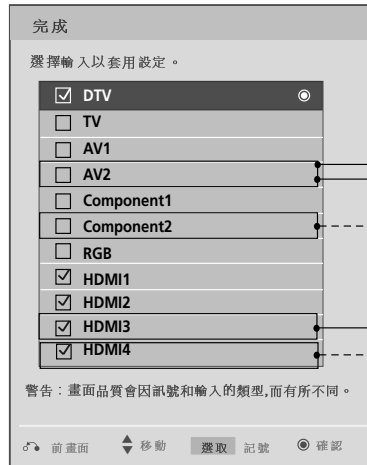 完成
選擇輸入以套用設定。
DTV
TV
AV1
AV2
Component1
Component2
RGB
HDMI1
HDMI2
HDMI3
HDMI4
警告：畫面品質會因訊號和輸入的類型,而有所不同。
前畫面 移動 選取 記號 確認